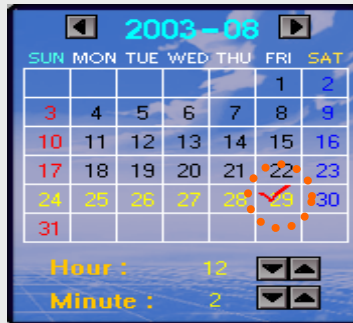 2003-08
SUN MON TUE WED THU FRI SAT
1 2
3 4 5 6 7 8 9
10 11 12 13 14 15 16
17 18 19 20 21 22 23
24 25 26 27 28 29 30
31
Hour : 12
Minute : 2